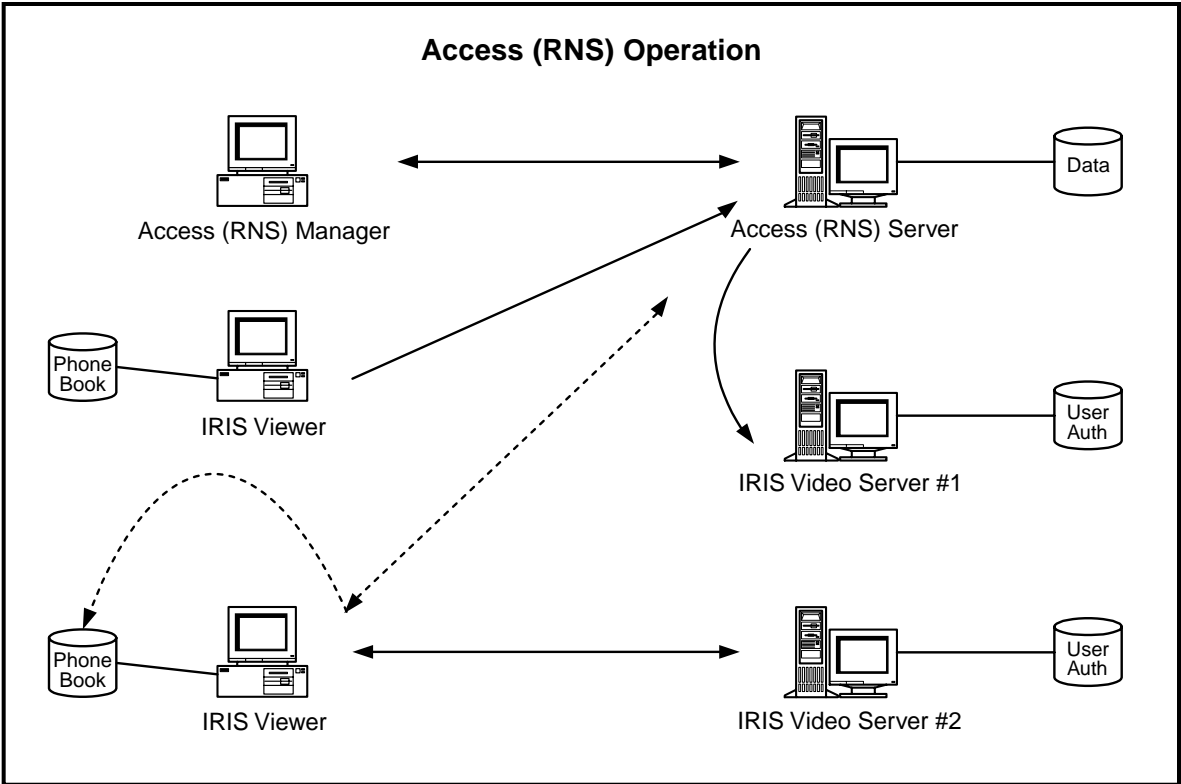 Access (RNS) Operation
Data
Access (RNS) Manager
Access (RNS) Server
Phone
Book
IRIS Viewer
User
Auth
IRIS Video Server #1
Phone
Book
IRIS Viewer
User
Auth
IRIS Video Server #2